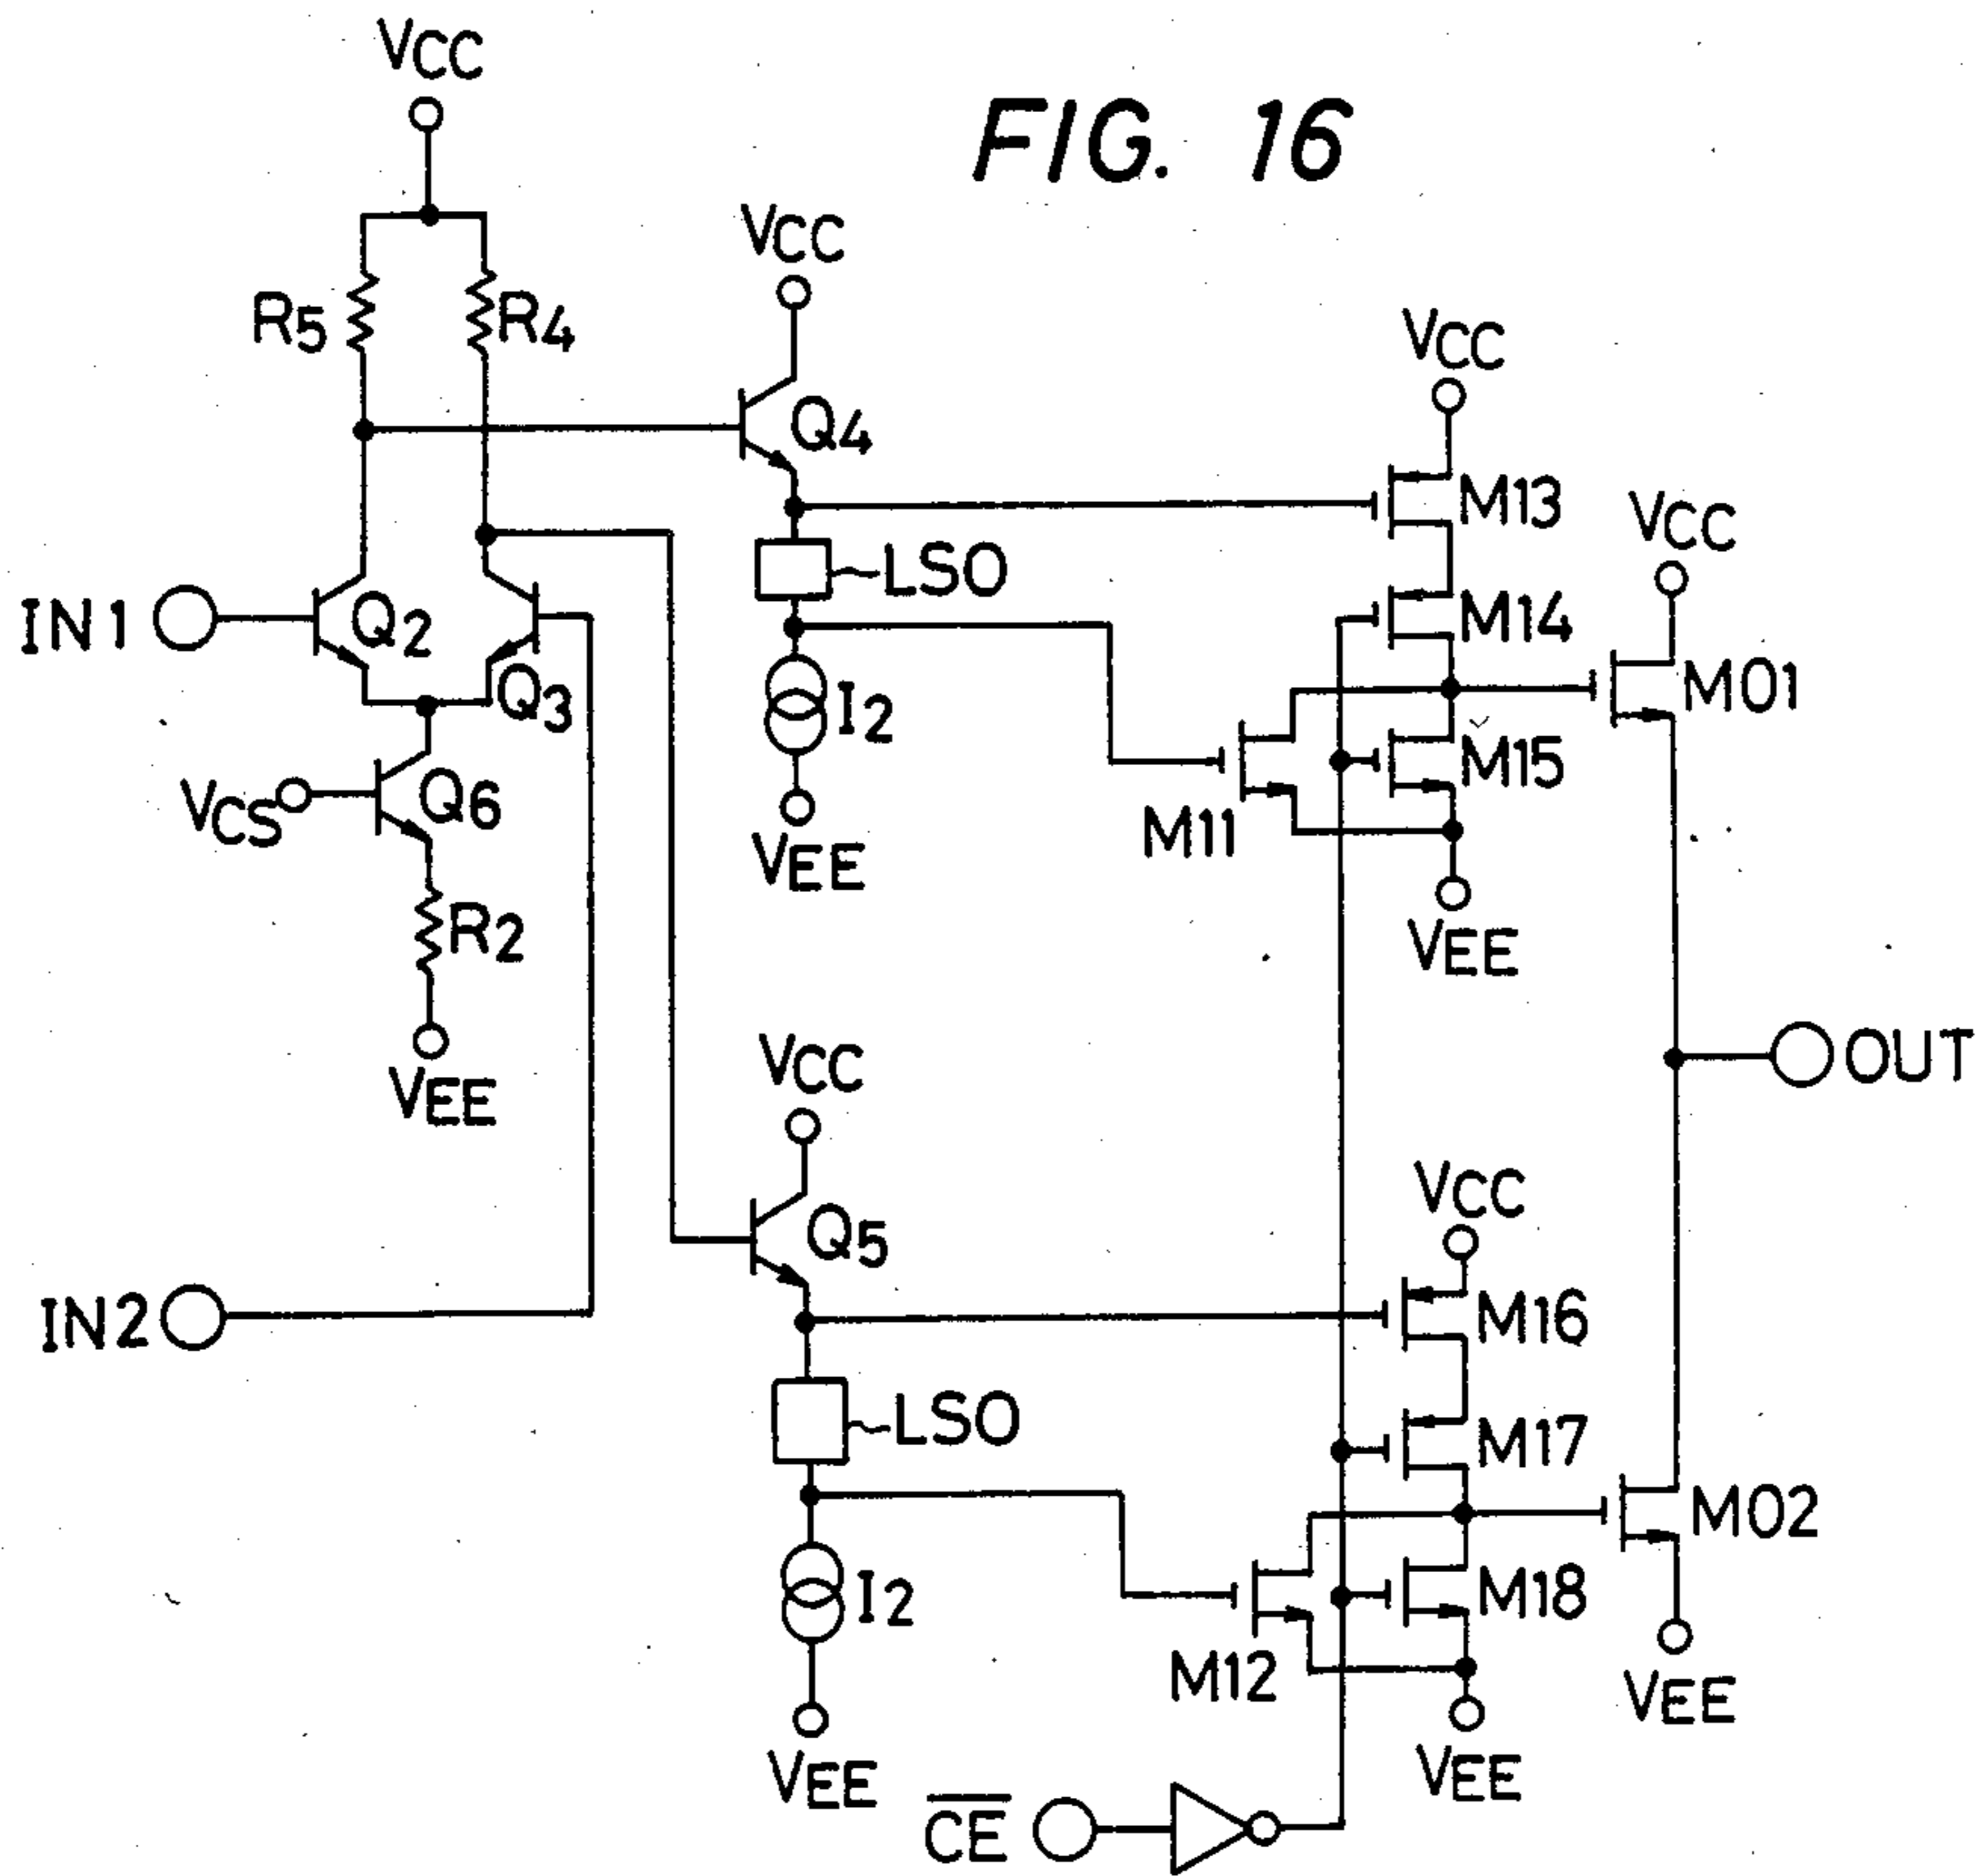 FIG. 16
VCC
VCC
R5
R4
VCC
Q4
M13
VCC
LSO
M14
IN1
Q2
Q3
M01
I2
M15
VCS
Q6
M11
VEE
R2
VEE
VCC
OUT
VEE
VCC
Q5
IN2
M16
LSO
M17
M02
I2
M18
M12
VEE
VEE
VEE
CE